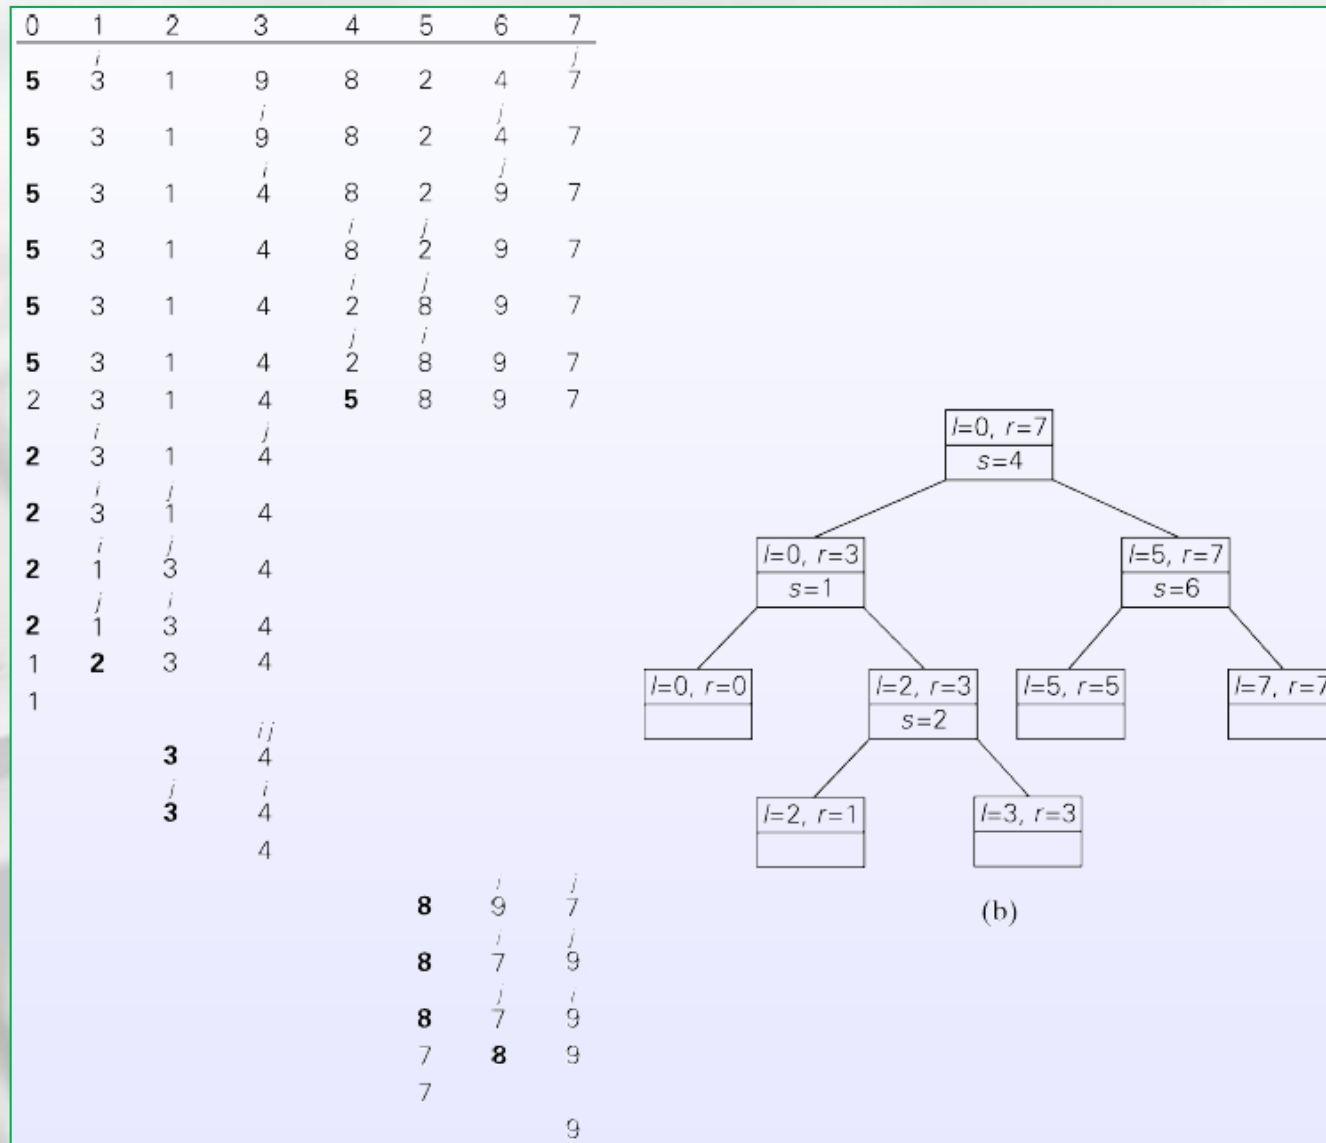 0 1 2 3 4 5 6 7
i j
5 3 1 9 8 2 4 7
i j
5 3 1 9 8 2 4 7
i j
5 3 1 4 8 2 9 7
i j
5 3 1 4 8 2 9 7
i j
5 3 1 4 2 8 9 7
j i
5 3 1 4 2 8 9 7
2 3 1 4 5 8 9 7
i j
2 3 1 4
i j
2 3 1 4
i j
2 1 3 4
j i
2 1 3 4
1 2 3 4
1
i j
3 4
j i
3 4
4
i j
8 9 7
i j
8 7 9
j i
8 7 9
7 8 9
7
9
l=0, r=7
s=4
l=0, r=3
s=1
l=5, r=7
s=6
l=0, r=0
l=2, r=3
s=2
l=5, r=5
l=7, r=7
l=2, r=1
l=3, r=3
(b)